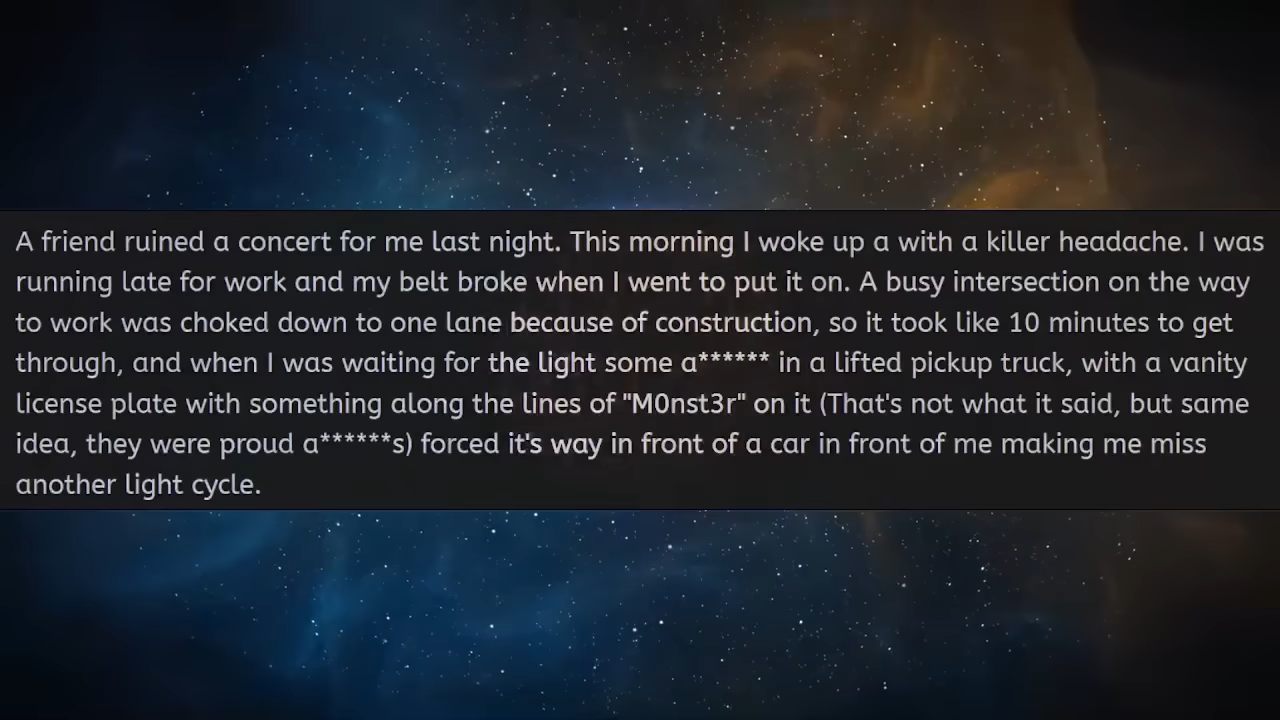 A friend ruined a concert for me last night. This morning I woke up a with a killer headache. I was
running late for work and my belt broke when I went to put it on. A busy intersection on the way
to work was choked down to one lane because of construction, so it took like 10 minutes to get
through, and when I was waiting for the light some a****** in a lifted pickup truck, with a vanity
license plate with something along the lines of "M0nst3r" on it (That's not what it said, but same
idea, they were proud a******s) forced it's way in front of a car in front of me making me miss
another light cycle.